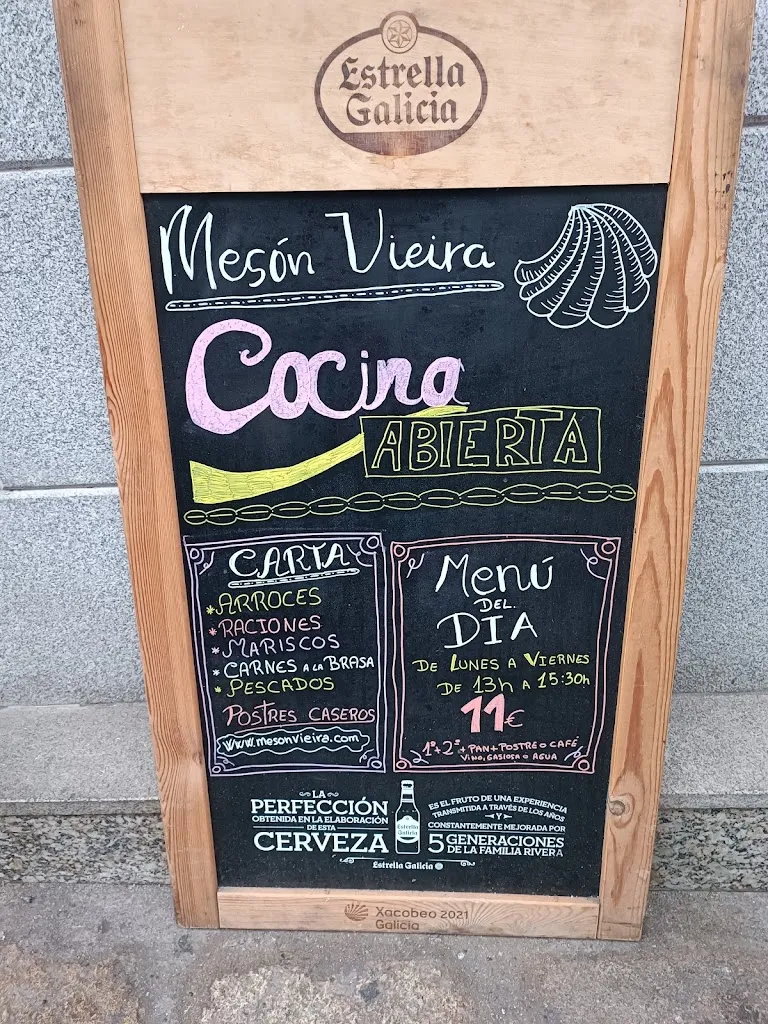 Estrella
Galicia
Mesón Vieira
Cocina
ABIERTA
CARTA
*ARROCES
*RACIONES
*MARISCOS
*CARNES A LA BRASA
*PESCADOS
POSTRES CASEROS
www.mesonvieira.com
Menú
DEL
DIA
DE LUNES A VIERNES
DE 13h A 15:30h
11€
1º+2º+PAN+POSTRE O CAFÉ
VINO, GASIOSA O AGUA
LA
PERFECCIÓN
OBTENIDA EN LA ELABORACIÓN
DE ESTA
CERVEZA
Estrella
Galicia
ES EL FRUTO DE UNA EXPERIENCIA
TRANSMITIDA A TRAVÉS DE LOS AÑOS
Y
CONSTANTEMENTE MEJORADA POR
5 GENERACIONES
DE LA FAMILIA RIVERA
Estrella Galicia
Xacobeo 2021
Galicia